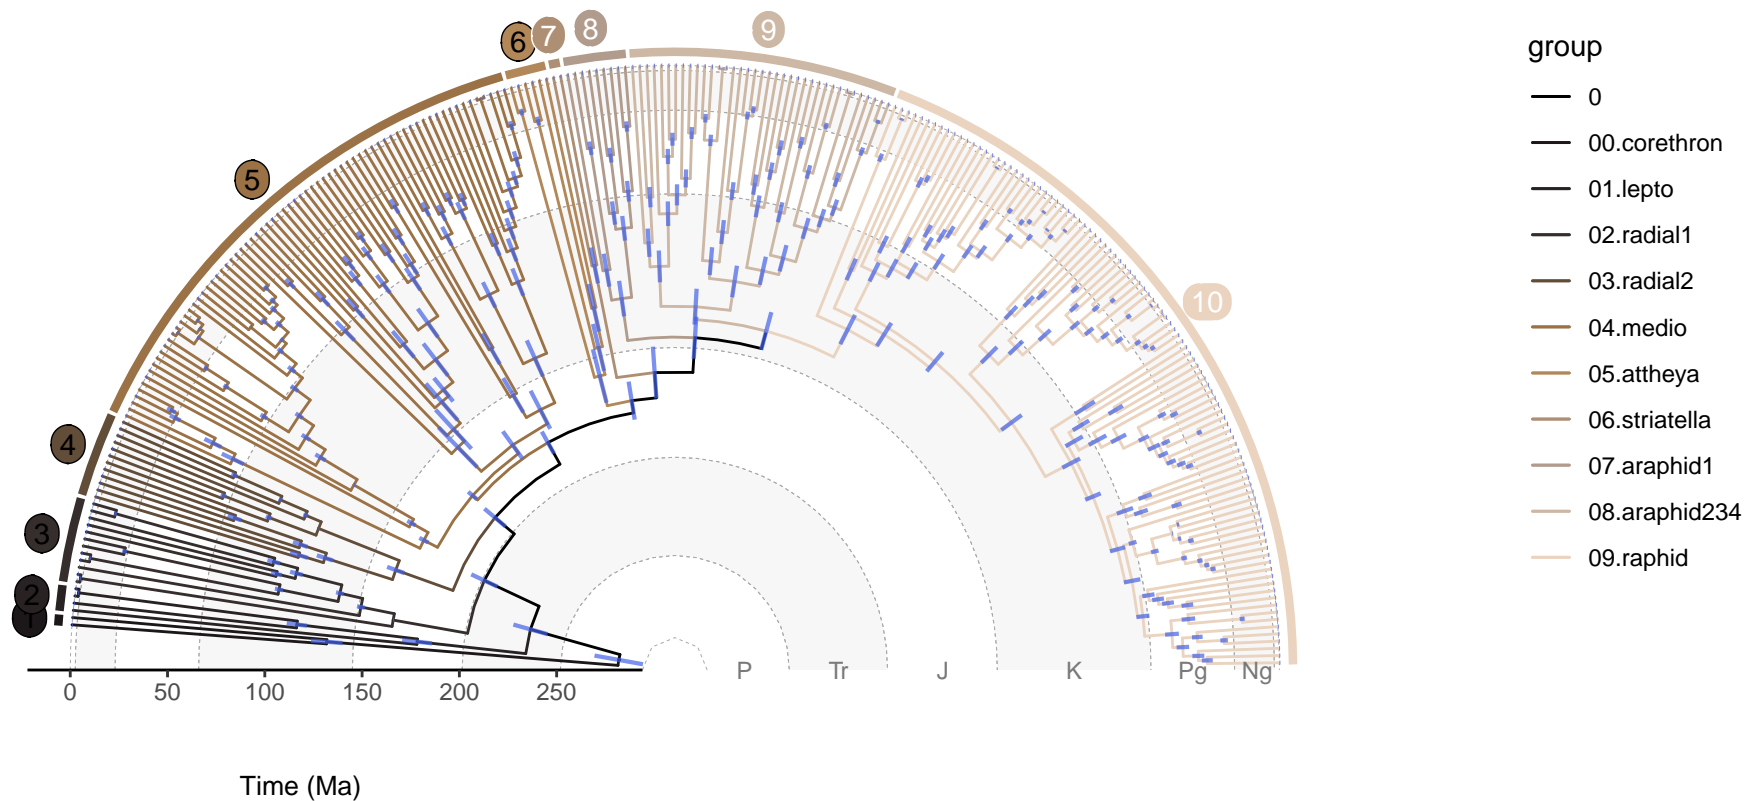 6 7 8 9
5
10
4
3
2
1
P Tr J K Pg Ng
0 50 100 150 200 250
Time (Ma)
group
0
00.corethron
01.lepto
02.radial1
03.radial2
04.medio
05.attheya
06.striatella
07.araphid1
08.araphid234
09.raphid